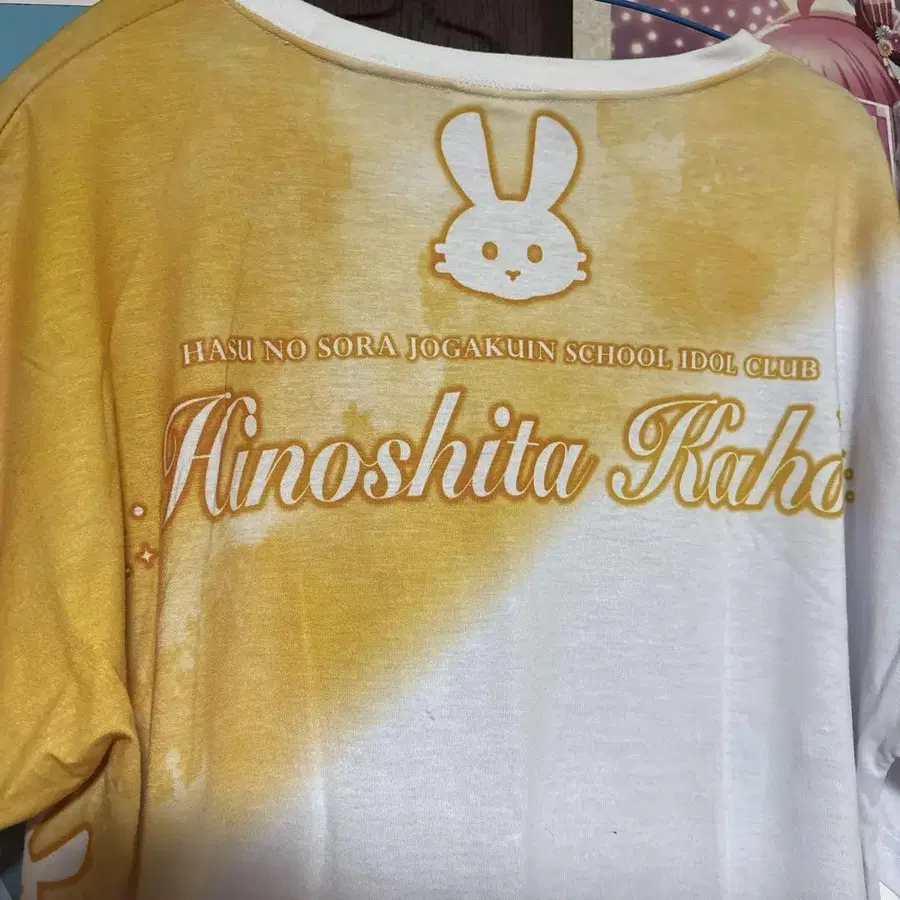 HASU NO SORA JOGAKUIN SCHOOL IDOL CLUB
Hinoshita Kaho